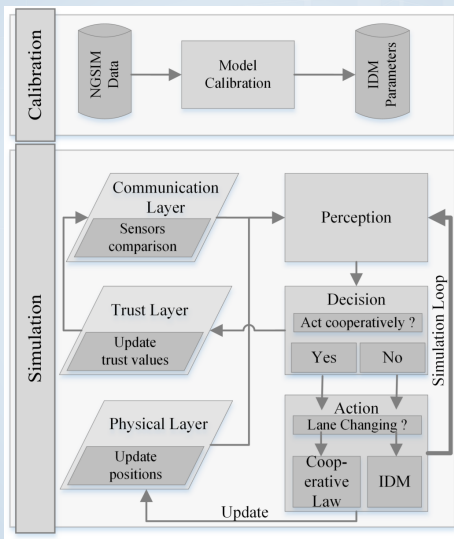 Calibration
NGSIM
Data
Model
Calibration
IDM
Parameters
Simulation
Communication
Layer
Sensors
comparison
Trust Layer
Update
trust values
Physical Layer
Update
positions
Perception
Decision
Act cooperatively ?
Yes
No
Action
Lane Changing ?
Coop-
erative
Law
IDM
Simulation Loop
Update